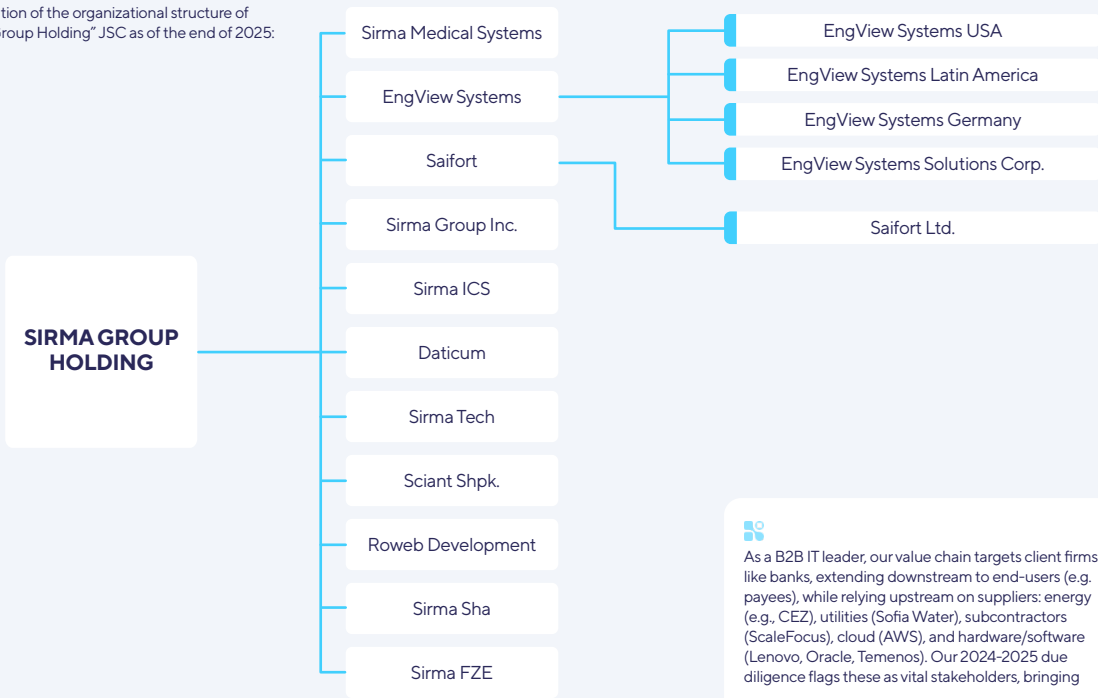 tion of the organizational structure of
Group Holding" JSC as of the end of 2025:
SIRMA GROUP
HOLDING
Sirma Medical Systems
EngView Systems
Saifort
Sirma Group Inc.
Sirma ICS
Daticum
Sirma Tech
Sciant Shpk.
Roweb Development
Sirma Sha
Sirma FZE
EngView Systems USA
EngView Systems Latin America
EngView Systems Germany
EngView Systems Solutions Corp.
Saifort Ltd.
As a B2B IT leader, our value chain targets client firms
like banks, extending downstream to end-users (e.g.
payees), while relying upstream on suppliers: energy
(e.g., CEZ), utilities (Sofia Water), subcontractors
(ScaleFocus), cloud (AWS), and hardware/software
(Lenovo, Oracle, Temenos). Our 2024-2025 due
diligence flags these as vital stakeholders, bringing